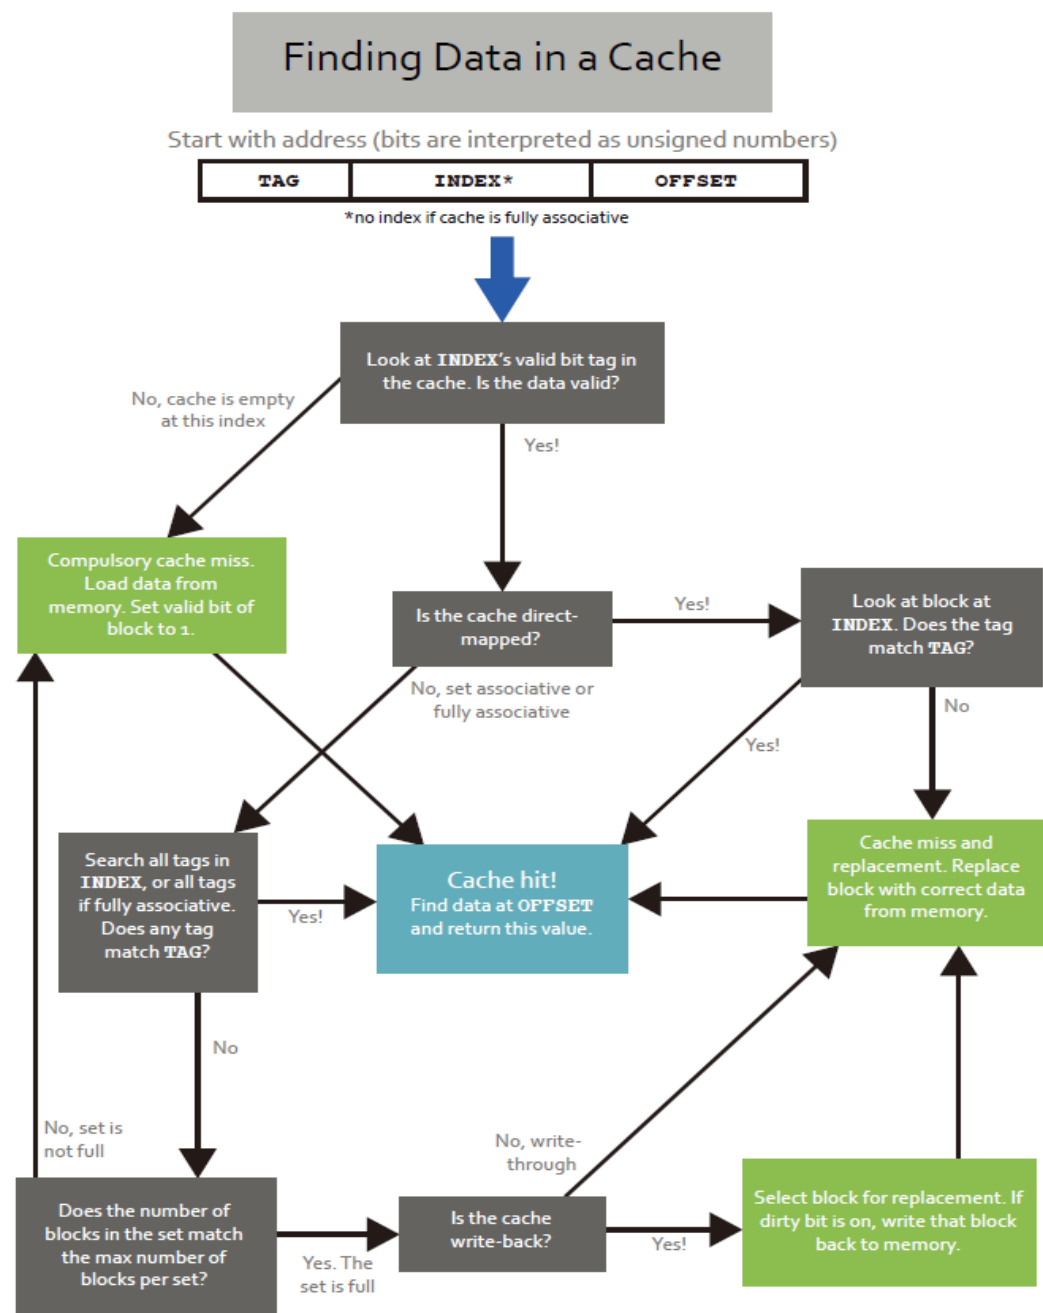 Finding Data in a Cache
Start with address (bits are interpreted as unsigned numbers)
TAG
INDEX*
OFFSET
*no index if cache is fully associative
Look at INDEX's valid bit tag in
the cache. Is the data valid?
No, cache is empty
at this index
Yes!
Compulsory cache miss.
Load data from
memory. Set valid bit of
block to 1.
Is the cache direct-
mapped?
Yes!
Look at block at
INDEX. Does the tag
match TAG?
No, set associative or
fully associative
Yes!
No
Search all tags in
INDEX, or all tags
if fully associative.
Does any tag
match TAG?
Yes!
Cache hit!
Find data at OFFSET
and return this value.
Cache miss and
replacement. Replace
block with correct data
from memory.
No
No, set is
not full
No, write-
through
Does the number of
blocks in the set match
the max number of
blocks per set?
Yes. The
set is full
Is the cache
write-back?
Yes!
Select block for replacement. If
dirty bit is on, write that block
back to memory.